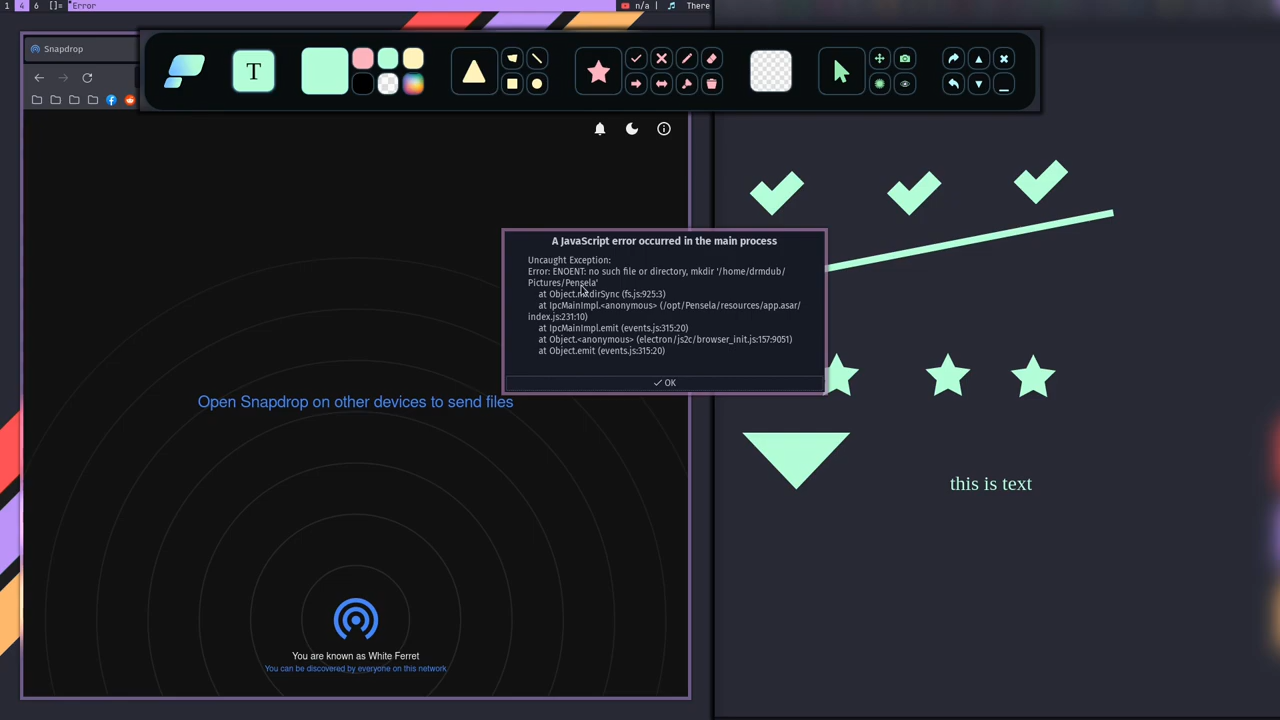 1 4 6 []= *Error n/a | There
Snapdrop
T
A JavaScript error occurred in the main process
Uncaught Exception:
Error: ENOENT: no such file or directory, mkdir '/home/drmdub/
Pictures/Pensela'
at Object.mkdirSync (fs.js:925:3)
at IpcMainImpl.<anonymous> (/opt/Pensela/resources/app.asar/
index.js:231:10)
at IpcMainImpl.emit (events.js:315:20)
at Object.<anonymous> (electron/js2c/browser_init.js:157:9051)
at Object.emit (events.js:315:20)
OK
Open Snapdrop on other devices to send files
this is text
You are known as White Ferret
You can be discovered by everyone on this network